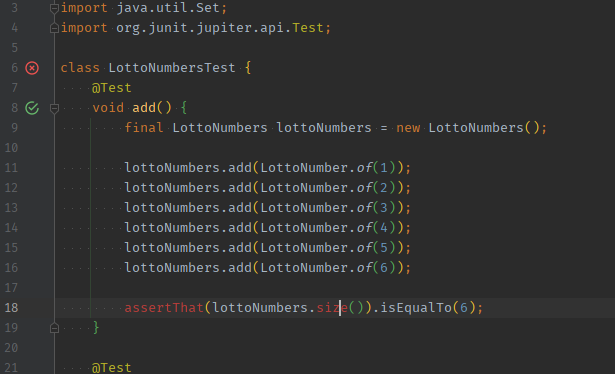 3 import java.util.Set;
4 import org.junit.jupiter.api.Test;
5
6 class LottoNumbersTest {
7 @Test
8 void add() {
9 final LottoNumbers lottoNumbers = new LottoNumbers();
10
11 lottoNumbers.add(LottoNumber.of(1));
12 lottoNumbers.add(LottoNumber.of(2));
13 lottoNumbers.add(LottoNumber.of(3));
14 lottoNumbers.add(LottoNumber.of(4));
15 lottoNumbers.add(LottoNumber.of(5));
16 lottoNumbers.add(LottoNumber.of(6));
17
18 assertThat(lottoNumbers.size()).isEqualTo(6);
19 }
20
21 @Test